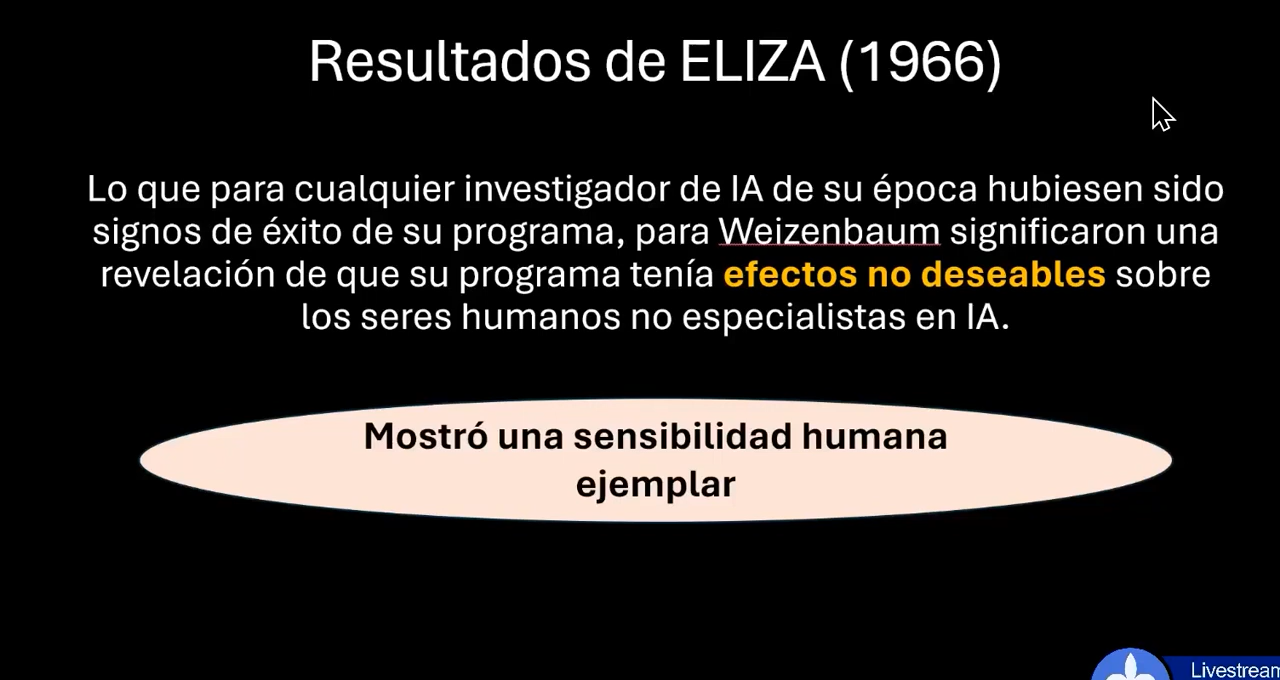 Resultados de ELIZA (1966)
Lo que para cualquier investigador de IA de su época hubiesen sido
signos de éxito de su programa, para Weizenbaum significaron una
revelación de que su programa tenía efectos no deseables sobre
los seres humanos no especialistas en IA.
Mostró una sensibilidad humana
ejemplar
Livestream